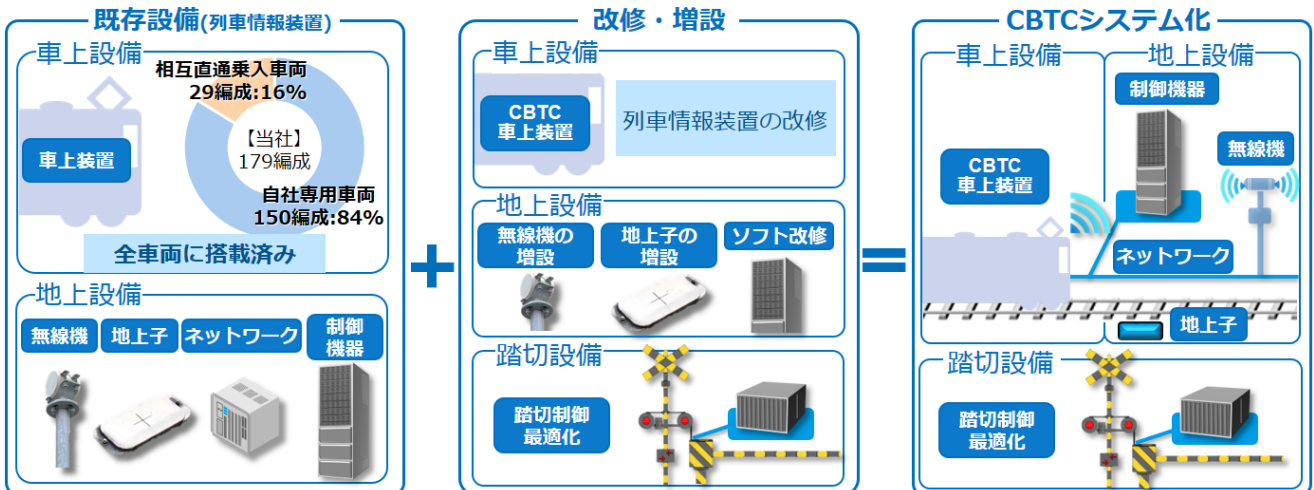 既存設備(列車情報装置)
車上設備
相互直通乗入車両
29編成:16%
【当社】
179編成
車上装置
自社専用車両
150編成:84%
全車両に搭載済み
地上設備
無線機
地上子
ネットワーク
制御
機器
+
改修・増設
車上設備
CBTC
車上装置
列車情報装置の改修
地上設備
無線機の
増設
地上子の
増設
ソフト改修
踏切設備
踏切制御
最適化
=
CBTCシステム化
車上設備
地上設備
制御機器
無線機
CBTC
車上装置
ネットワーク
地上子
踏切設備
踏切制御
最適化